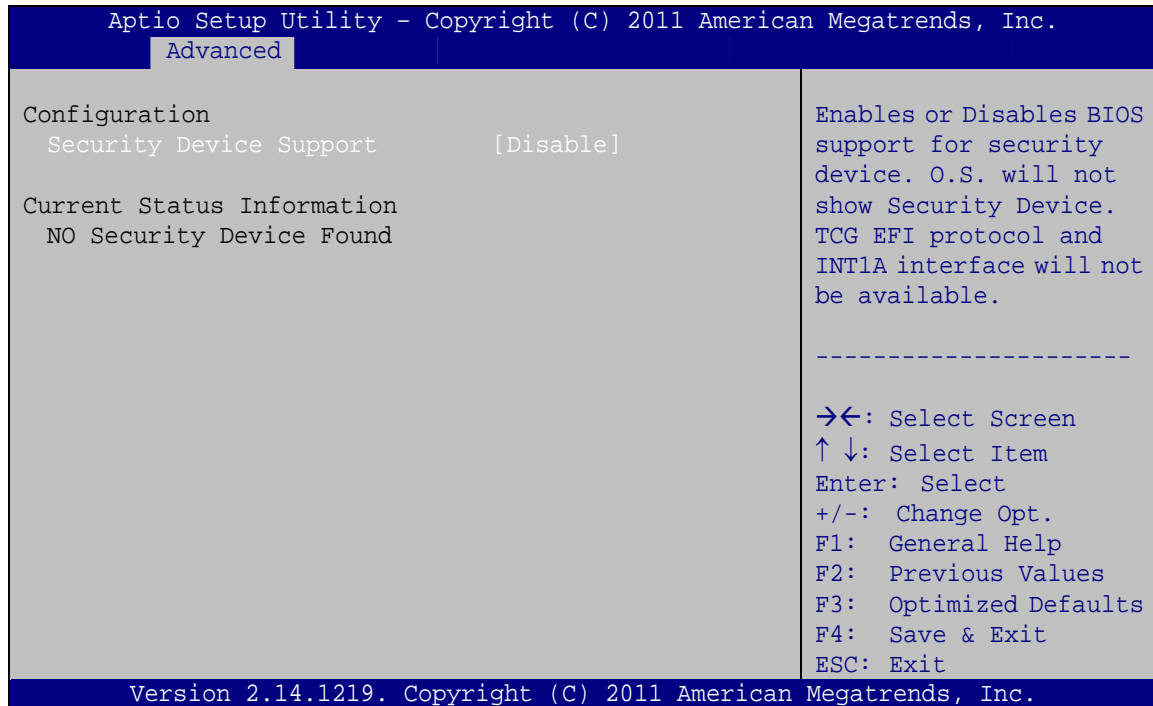 Aptio Setup Utility – Copyright (C) 2011 American Megatrends, Inc.
Advanced
Configuration
Security Device Support [Disable]
Current Status Information
NO Security Device Found
Enables or Disables BIOS
support for security
device. O.S. will not
show Security Device.
TCG EFI protocol and
INT1A interface will not
be available.
----------------------
→←: Select Screen
↑ ↓: Select Item
Enter: Select
+/-: Change Opt.
F1: General Help
F2: Previous Values
F3: Optimized Defaults
F4: Save & Exit
ESC: Exit
Version 2.14.1219. Copyright (C) 2011 American Megatrends, Inc.